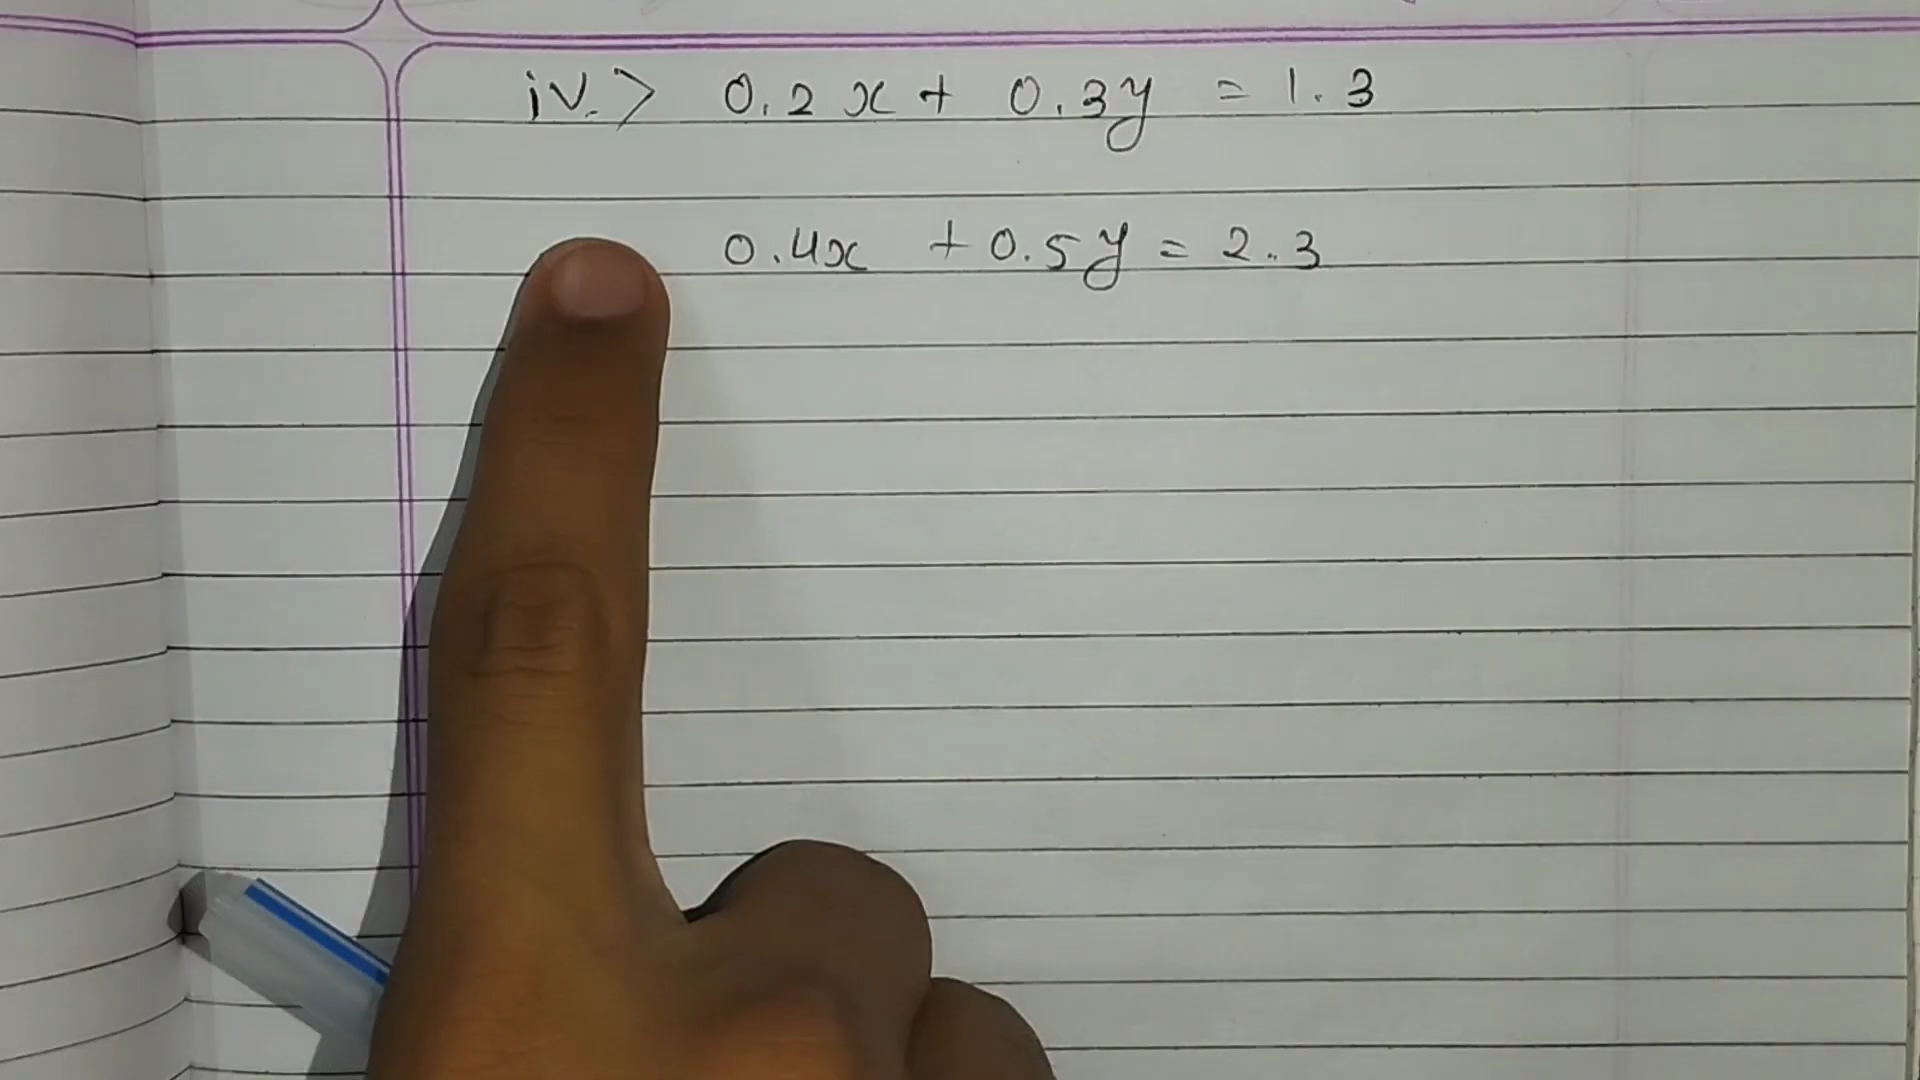 iv.> 0.2x + 0.3y = 1.3
0.4x + 0.5y = 2.3